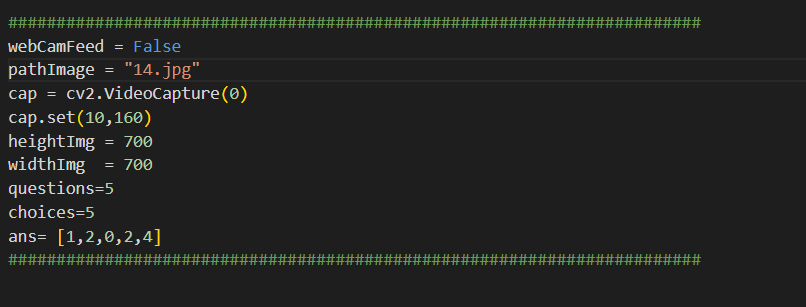 ########################################################################
webCamFeed = False
pathImage = "14.jpg"
cap = cv2.VideoCapture(0)
cap.set(10,160)
heightImg = 700
widthImg  = 700
questions=5
choices=5
ans= [1,2,0,2,4]
########################################################################